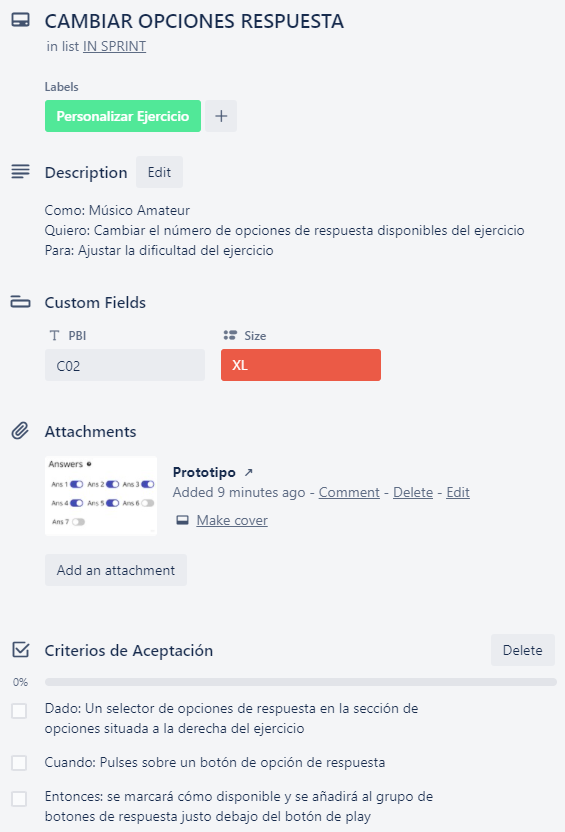 CAMBIAR OPCIONES RESPUESTA
in list IN SPRINT
Labels
Personalizar Ejercicio
Description Edit
Como: Músico Amateur
Quiero: Cambiar el número de opciones de respuesta disponibles del ejercicio
Para: Ajustar la dificultad del ejercicio
Custom Fields
PBI Size
C02 XL
Attachments
Answers
Ans 1 Ans 2 Ans 3
Ans 4 Ans 5 Ans 6
Ans 7
Prototipo ↗
Added 9 minutes ago - Comment - Delete - Edit
Make cover
Add an attachment
Criterios de Aceptación Delete
0%
Dado: Un selector de opciones de respuesta en la sección de
opciones situada a la derecha del ejercicio
Cuando: Pulses sobre un botón de opción de respuesta
Entonces: se marcará cómo disponible y se añadirá al grupo de
botones de respuesta justo debajo del botón de play